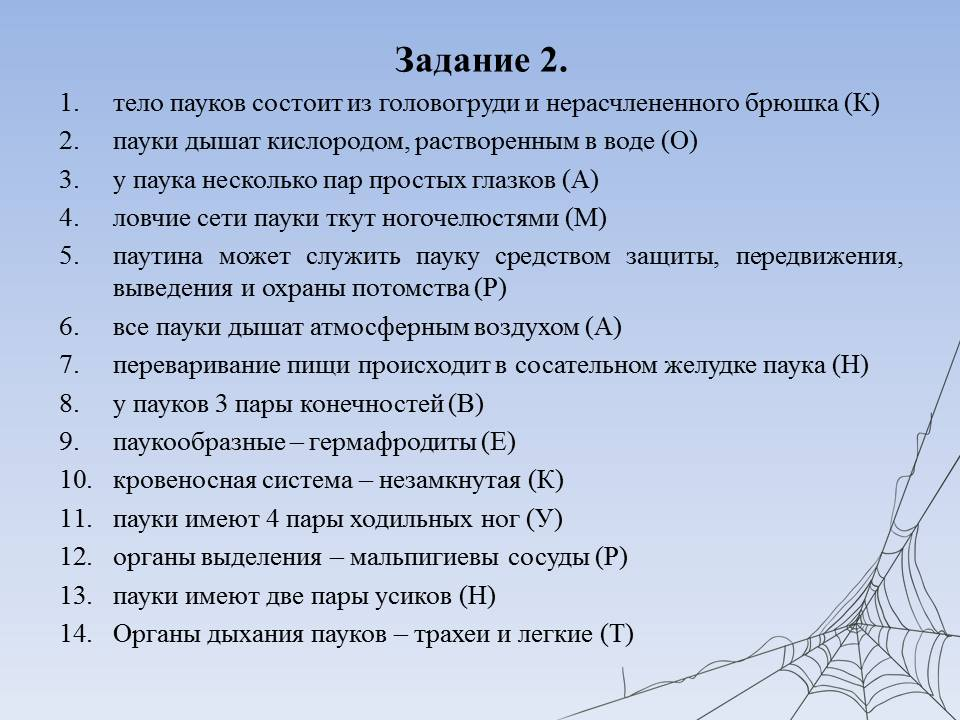 Задание 2.
1. тело пауков состоит из головогруди и нерасчлененного брюшка (К)
2. пауки дышат кислородом, растворенным в воде (О)
3. у паука несколько пар простых глазков (А)
4. ловчие сети пауки ткут ногочелюстями (М)
5. паутина может служить пауку средством защиты, передвижения,
выведения и охраны потомства (Р)
6. все пауки дышат атмосферным воздухом (А)
7. переваривание пищи происходит в сосательном желудке паука (Н)
8. у пауков 3 пары конечностей (В)
9. паукообразные – гермафродиты (Е)
10. кровеносная система – незамкнутая (К)
11. пауки имеют 4 пары ходильных ног (У)
12. органы выделения – мальпигиевы сосуды (Р)
13. пауки имеют две пары усиков (Н)
14. Органы дыхания пауков – трахеи и легкие (Т)